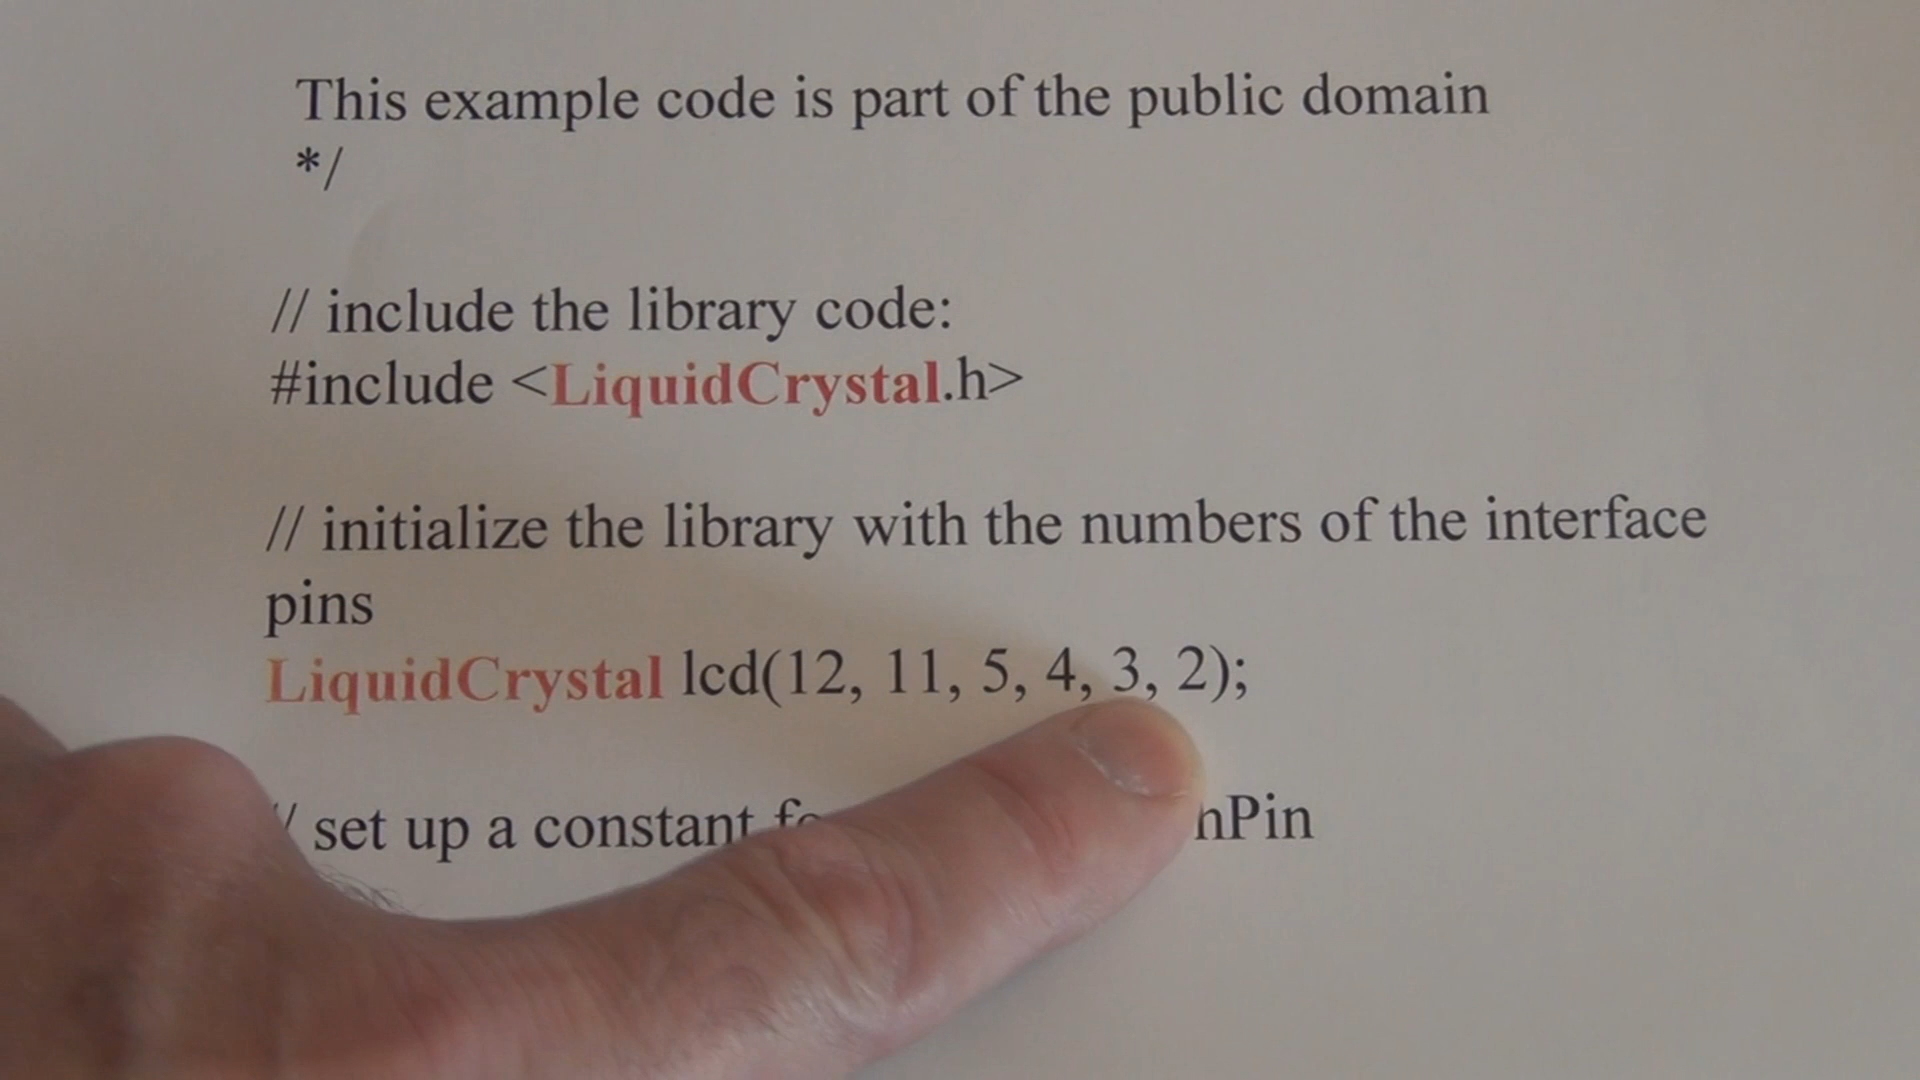 This example code is part of the public domain
*/
// include the library code:
#include <LiquidCrystal.h>
// initialize the library with the numbers of the interface
pins
LiquidCrystal lcd(12, 11, 5, 4, 3, 2);
// set up a constant